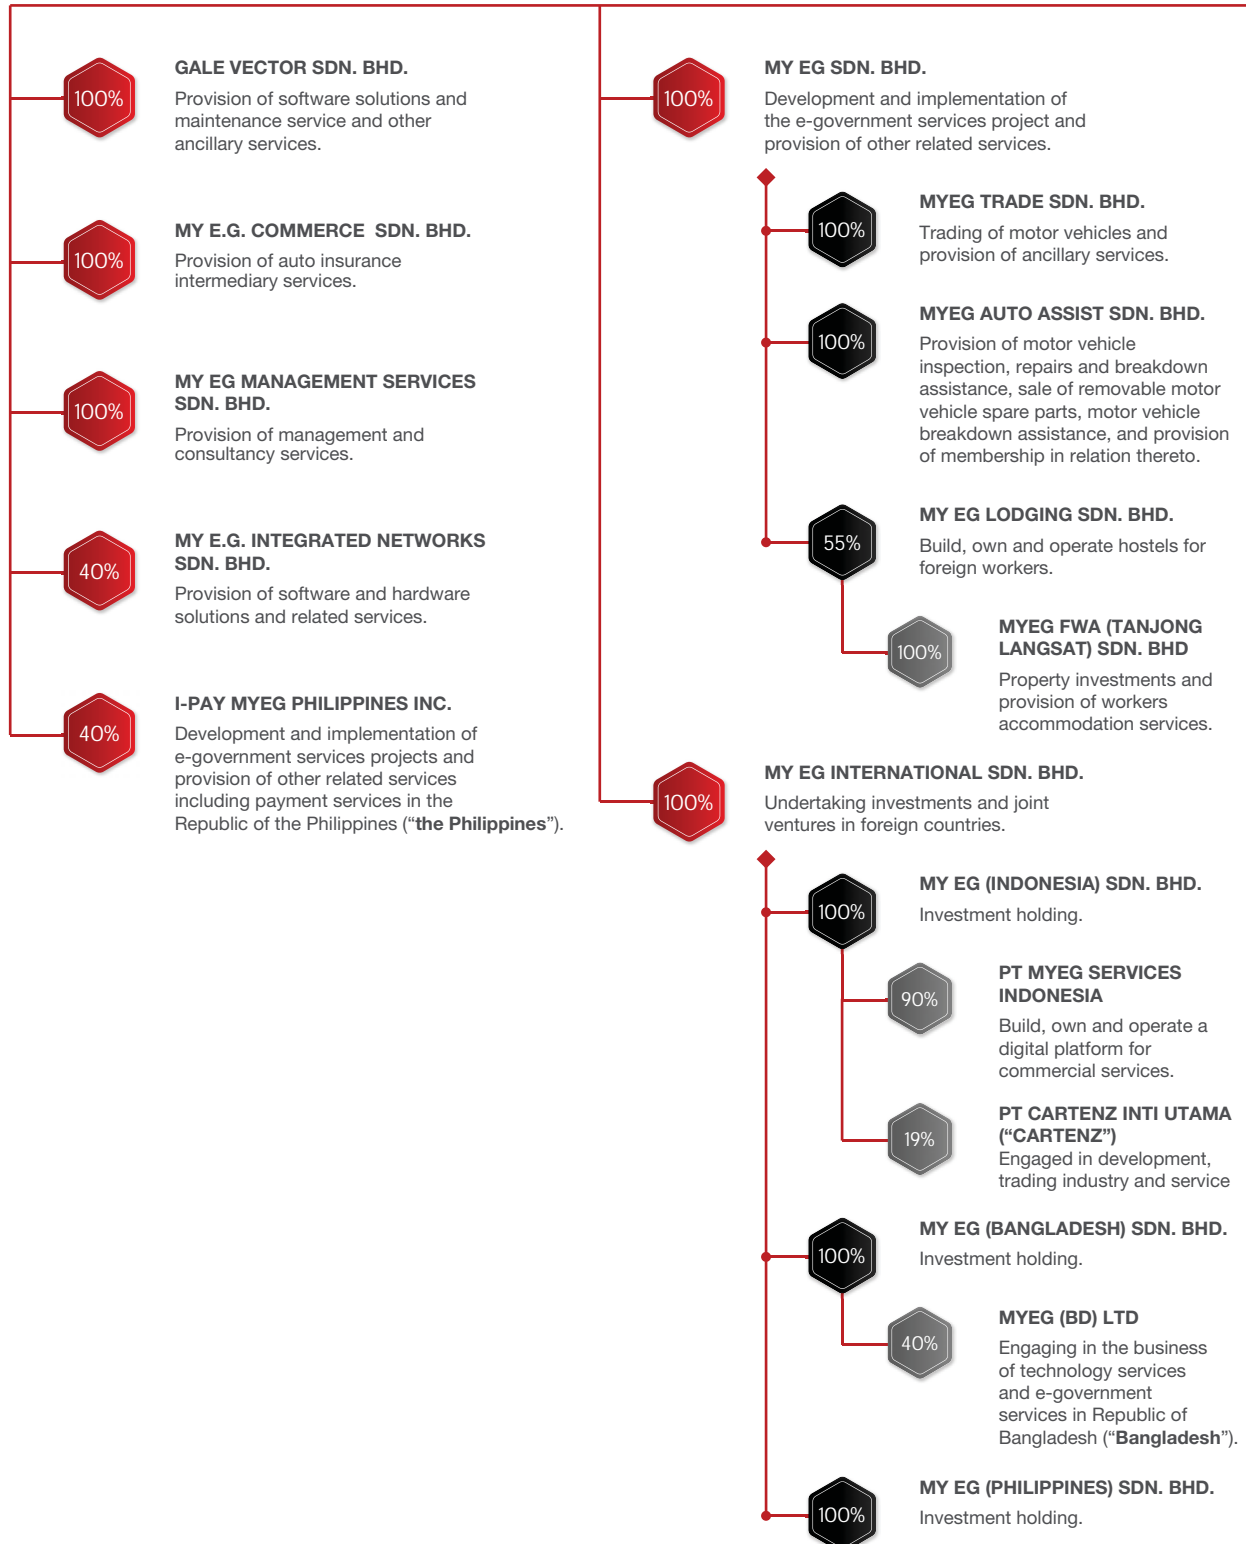 100%
GALE VECTOR SDN. BHD.
Provision of software solutions and
maintenance service and other
ancillary services.
100%
MY E.G. COMMERCE SDN. BHD.
Provision of auto insurance
intermediary services.
100%
MY EG MANAGEMENT SERVICES
SDN. BHD.
Provision of management and
consultancy services.
40%
MY E.G. INTEGRATED NETWORKS
SDN. BHD.
Provision of software and hardware
solutions and related services.
40%
I-PAY MYEG PHILIPPINES INC.
Development and implementation of
e-government services projects and
provision of other related services
including payment services in the
Republic of the Philippines (“the Philippines”).
100%
MY EG SDN. BHD.
Development and implementation of
the e-government services project and
provision of other related services.
100%
MYEG TRADE SDN. BHD.
Trading of motor vehicles and
provision of ancillary services.
100%
MYEG AUTO ASSIST SDN. BHD.
Provision of motor vehicle
inspection, repairs and breakdown
assistance, sale of removable motor
vehicle spare parts, motor vehicle
breakdown assistance, and provision
of membership in relation thereto.
55%
MY EG LODGING SDN. BHD.
Build, own and operate hostels for
foreign workers.
100%
MYEG FWA (TANJONG
LANGSAT) SDN. BHD
Property investments and
provision of workers
accommodation services.
100%
MY EG INTERNATIONAL SDN. BHD.
Undertaking investments and joint
ventures in foreign countries.
100%
MY EG (INDONESIA) SDN. BHD.
Investment holding.
90%
PT MYEG SERVICES
INDONESIA
Build, own and operate a
digital platform for
commercial services.
19%
PT CARTENZ INTI UTAMA
(“CARTENZ”)
Engaged in development,
trading industry and service
100%
MY EG (BANGLADESH) SDN. BHD.
Investment holding.
40%
MYEG (BD) LTD
Engaging in the business
of technology services
and e-government
services in Republic of
Bangladesh (“Bangladesh”).
100%
MY EG (PHILIPPINES) SDN. BHD.
Investment holding.